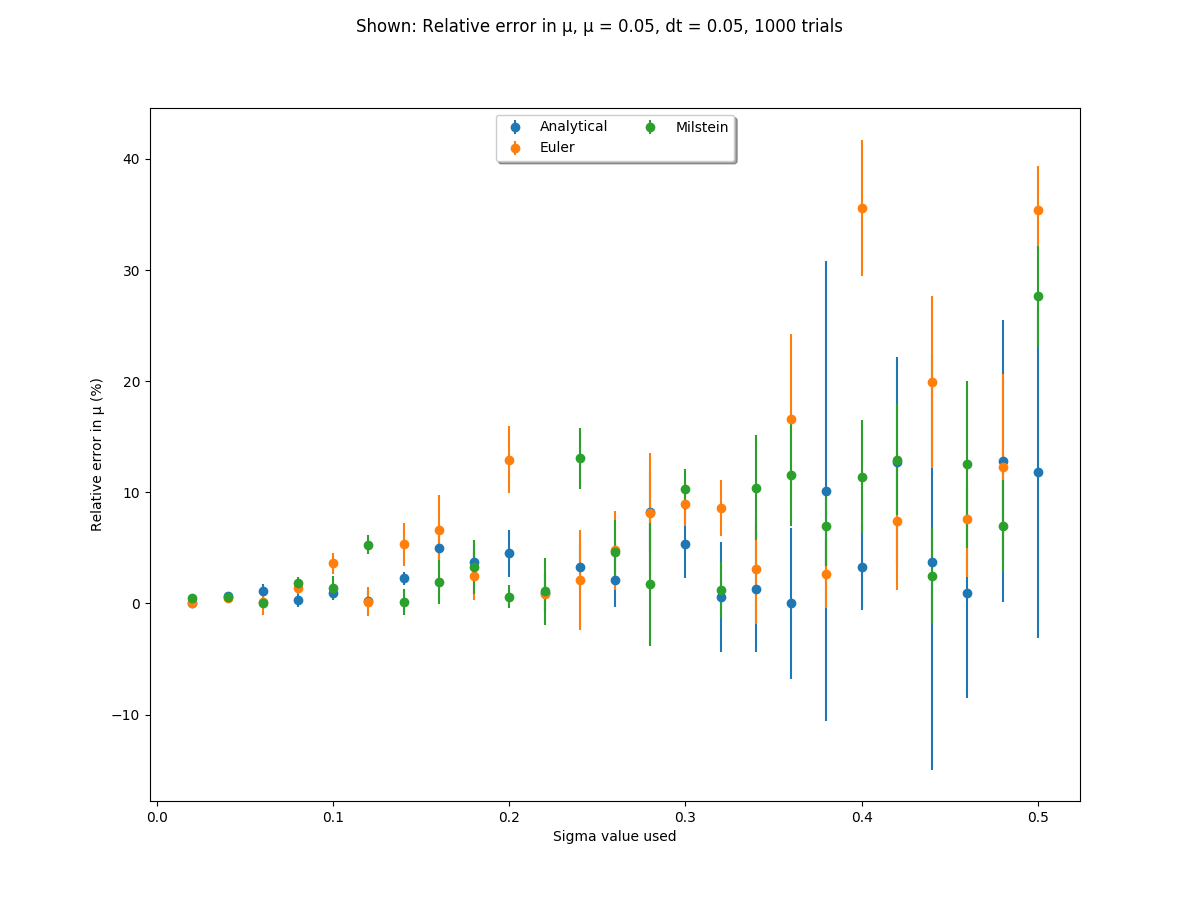 Shown: Relative error in μ, μ = 0.05, dt = 0.05, 1000 trials
Analytical
Euler
Milstein
40
30
20
10
0
−10
Relative error in μ (%)
0.0
0.1
0.2
0.3
0.4
0.5
Sigma value used